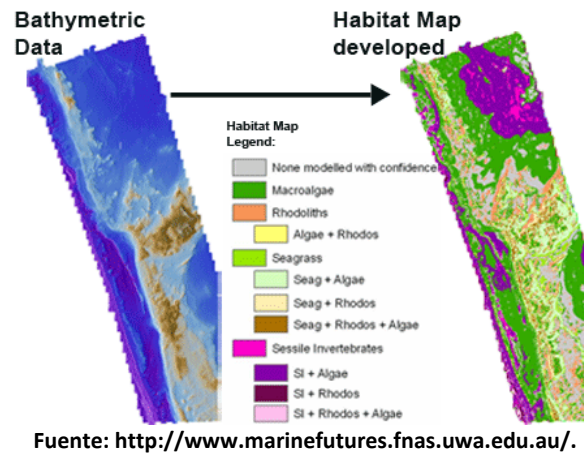 Bathymetric
Data
Habitat Map
developed
Habitat Map
Legend:
None modelled with confidence
Macroalgae
Rhodoliths
Algae + Rhodos
Seagrass
Seag + Algae
Seag + Rhodos
Seag + Rhodos + Algae
Sessile Invertebrates
SI + Algae
SI + Rhodos
SI + Rhodos + Algae
Fuente: http://www.marinefutures.fnas.uwa.edu.au/.